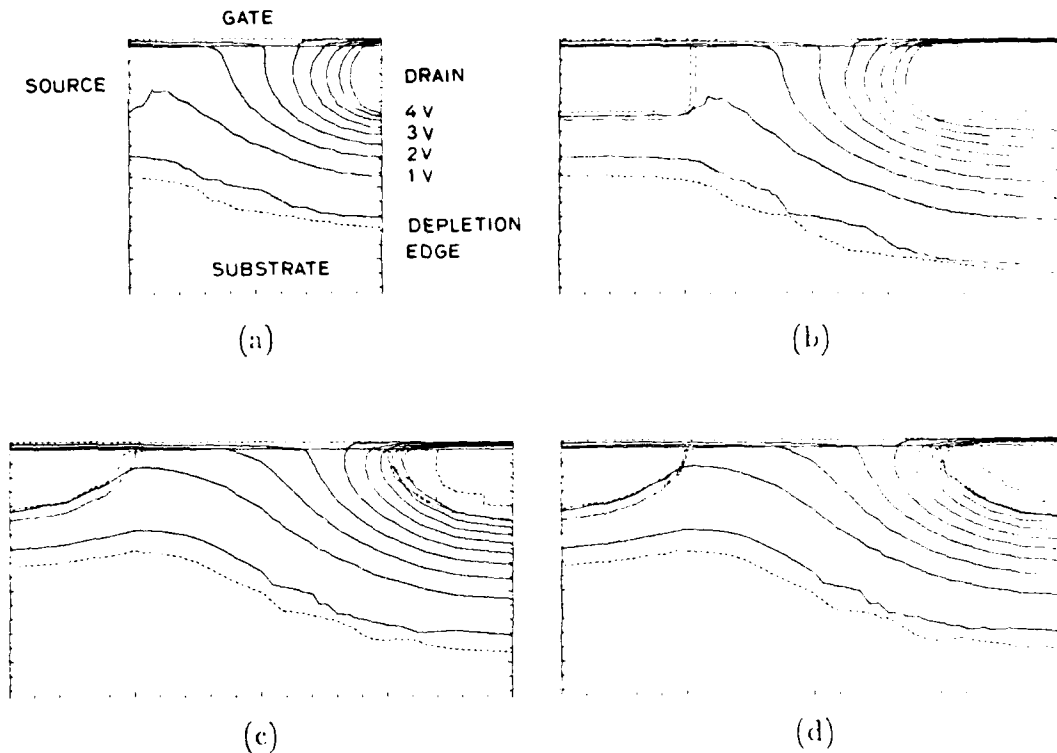 GATE
SOURCE
DRAIN
4 V
3 V
2 V
1 V
DEPLETION
EDGE
SUBSTRATE
(a)
(b)
(c)
(d)